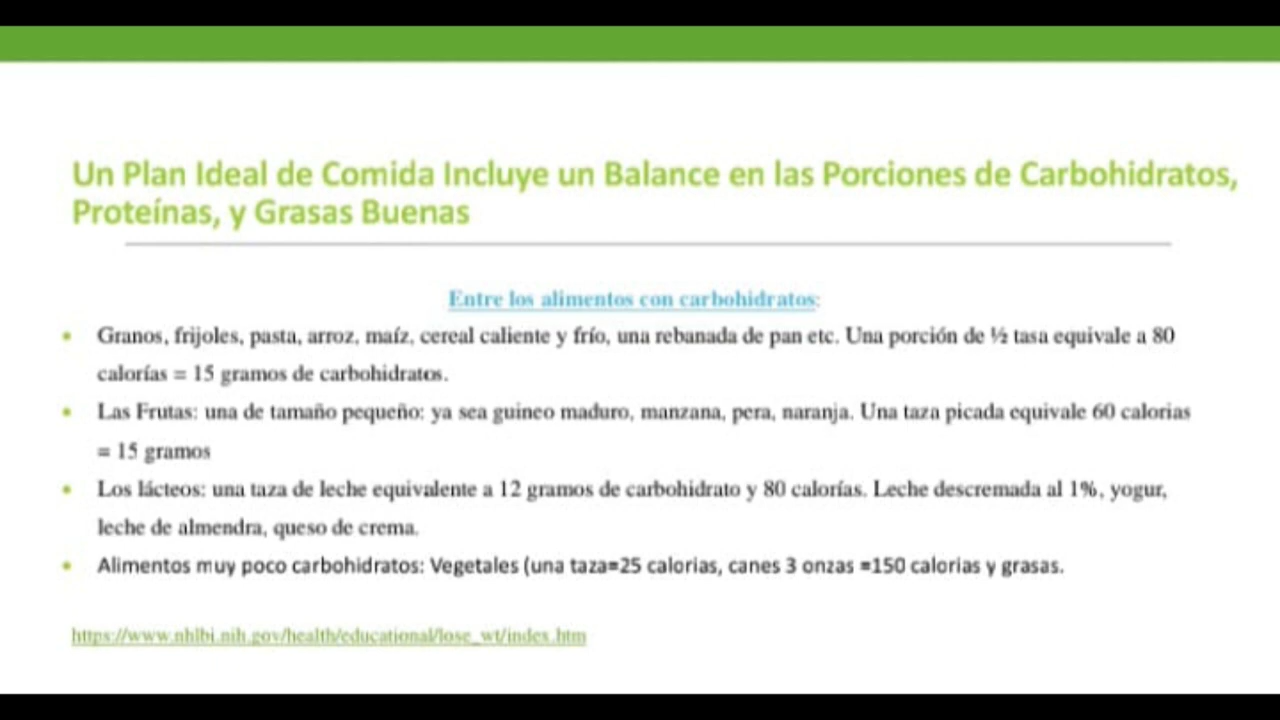 Un Plan Ideal de Comida Incluye un Balance en las Porciones de Carbohidratos,
Proteínas, y Grasas Buenas
Entre los alimentos con carbohidratos:
• Granos, frijoles, pasta, arroz, maíz, cereal caliente y frío, una rebanada de pan etc. Una porción de ½ tasa equivale a 80
calorías = 15 gramos de carbohidratos.
• Las Frutas: una de tamaño pequeño: ya sea guineo maduro, manzana, pera, naranja. Una taza picada equivale 60 calorias
= 15 gramos
• Los lácteos: una taza de leche equivalente a 12 gramos de carbohidrato y 80 calorías. Leche descremada al 1%, yogur,
leche de almendra, queso de crema.
• Alimentos muy poco carbohidratos: Vegetales (una taza=25 calorias, canes 3 onzas =150 calorias y grasas.
https://www.nhlbi.nih.gov/health/educational/lose_wt/index.htm